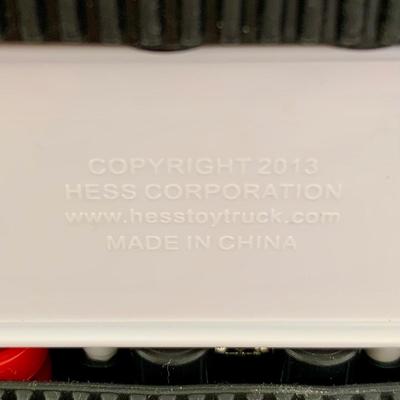 COPYRIGHT 2013
HESS CORPORATION
www.hesstoytruck.com
MADE IN CHINA